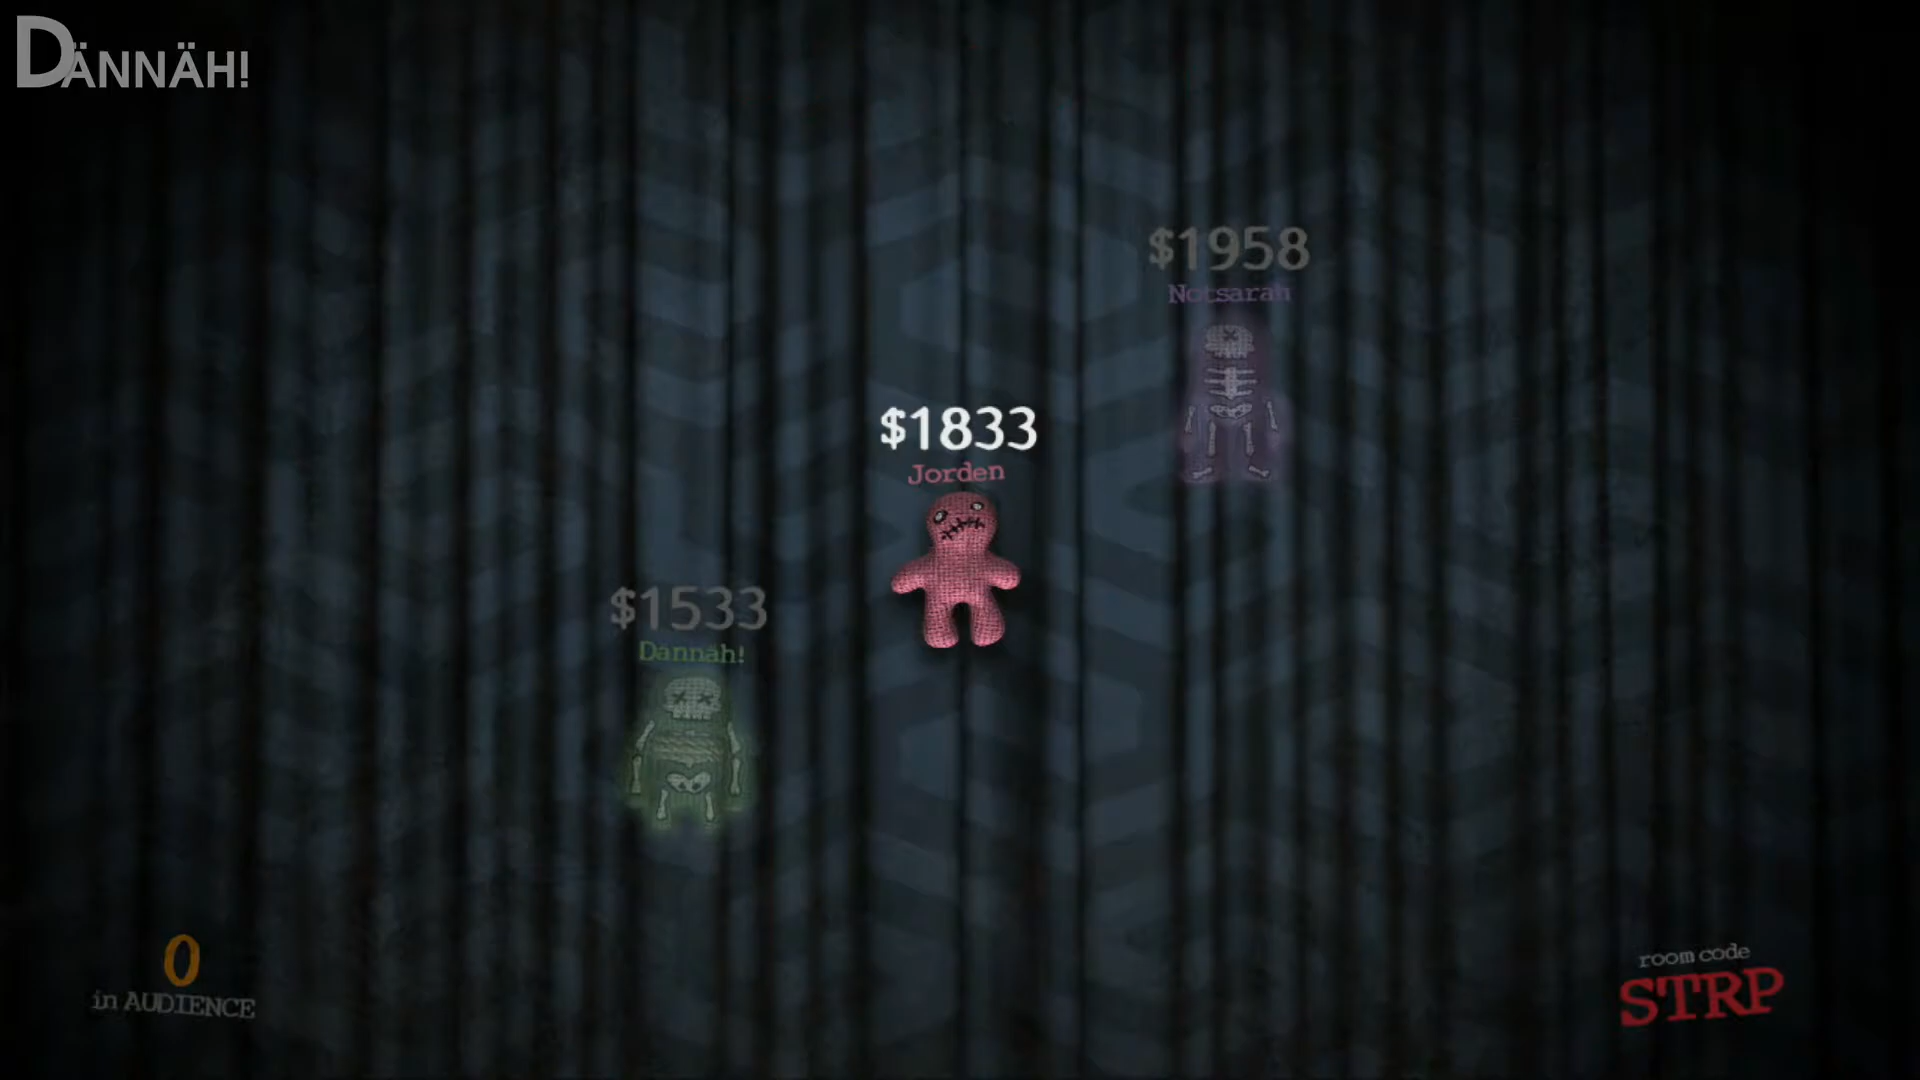 DÄNNÄH!
$1958
Notsarah
$1833
Jorden
$1533
Dannah!
0
in AUDIENCE
room code
STRP